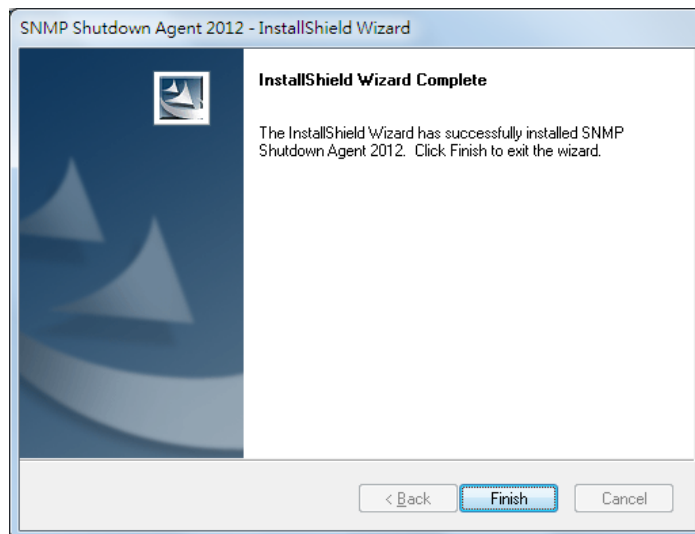 SNMP Shutdown Agent 2012 - InstallShield Wizard
InstallShield Wizard Complete
The InstallShield Wizard has successfully installed SNMP
Shutdown Agent 2012. Click Finish to exit the wizard.
< Back Finish Cancel